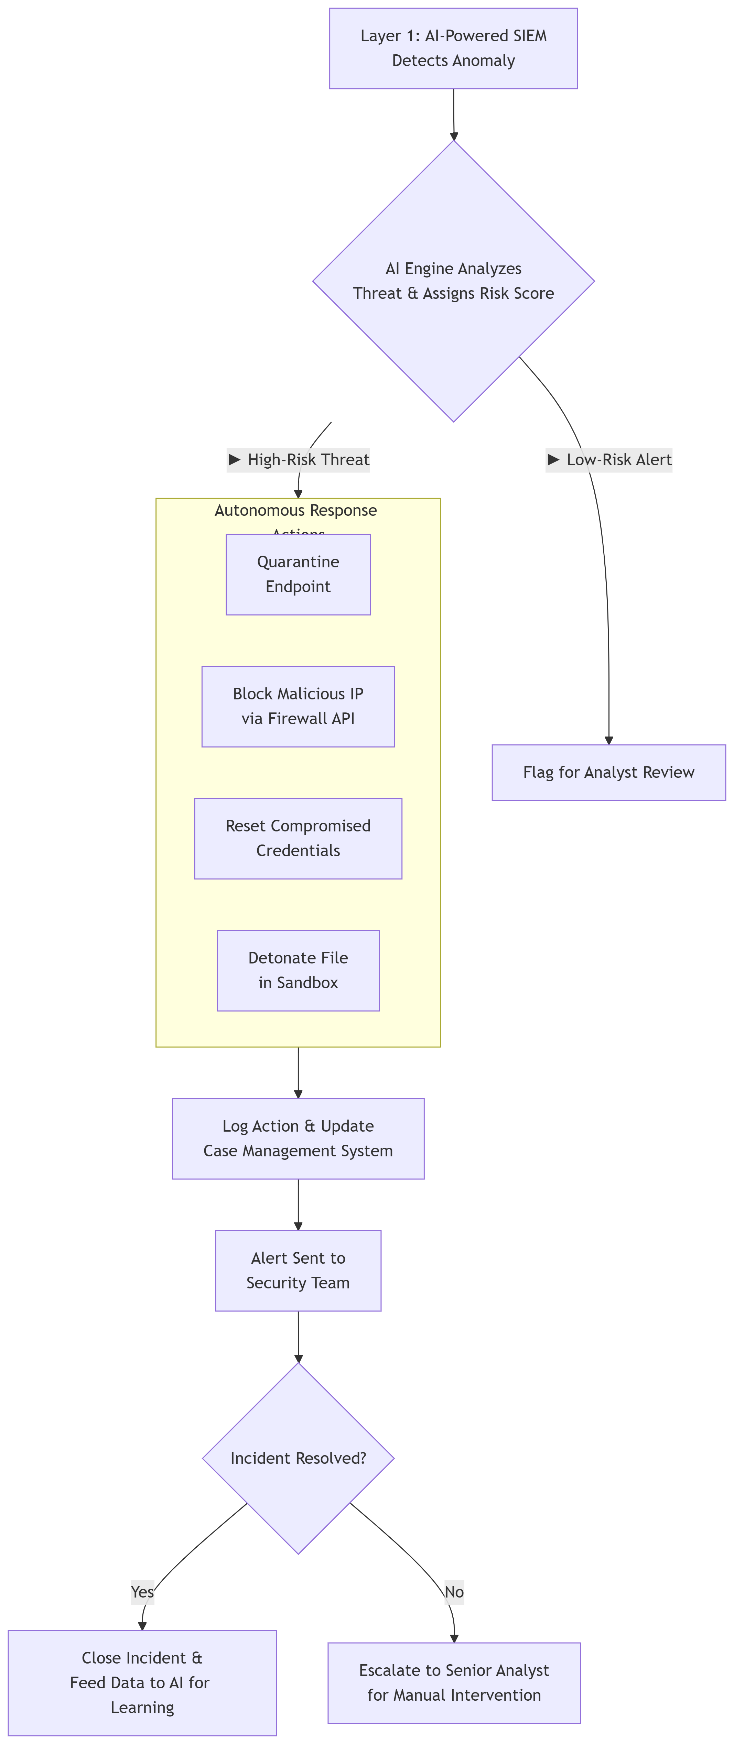 Layer 1: AI-Powered SIEM
Detects Anomaly
AI Engine Analyzes
Threat & Assigns Risk Score
▶ High-Risk Threat
▶ Low-Risk Alert
Autonomous Response
Actions
Quarantine
Endpoint
Block Malicious IP
via Firewall API
Flag for Analyst Review
Reset Compromised
Credentials
Detonate File
in Sandbox
Log Action & Update
Case Management System
Alert Sent to
Security Team
Incident Resolved?
Yes
No
Close Incident &
Feed Data to AI for
Learning
Escalate to Senior Analyst
for Manual Intervention